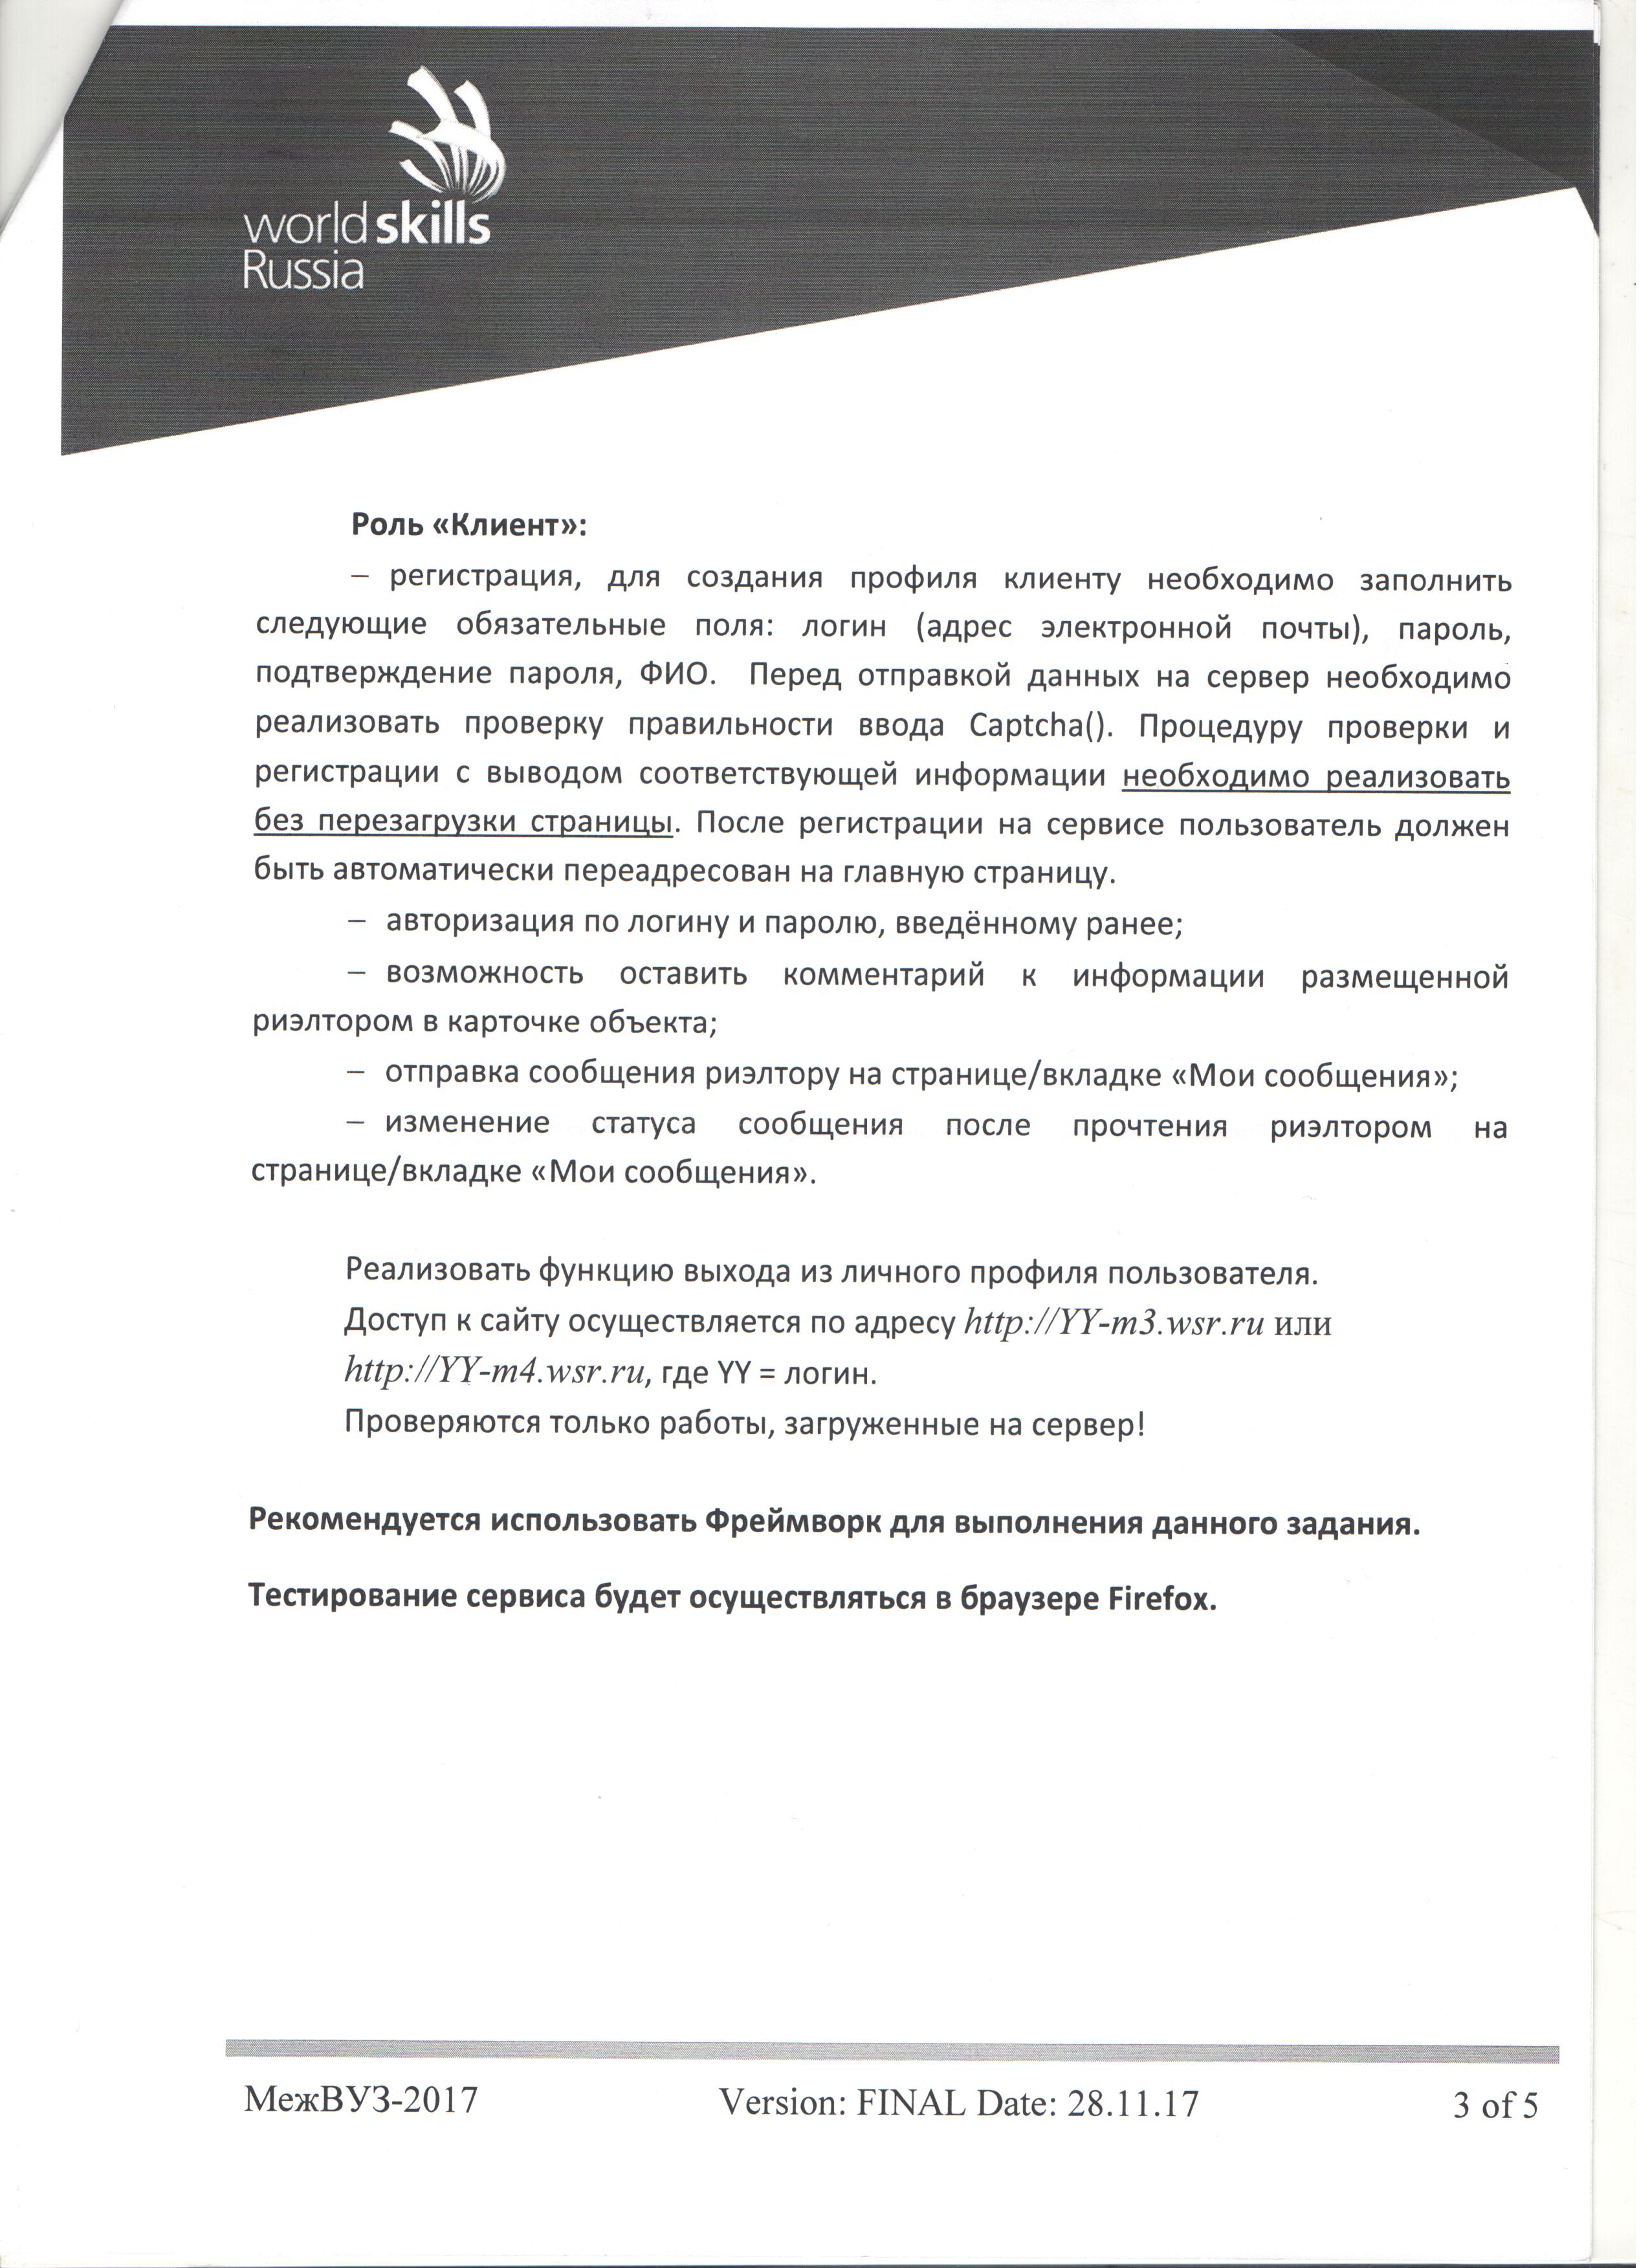 world skills
Russia
Роль «Клиент»:
– регистрация, для создания профиля клиенту необходимо заполнить
следующие обязательные поля: логин (адрес электронной почты), пароль,
подтверждение пароля, ФИО. Перед отправкой данных на сервер необходимо
реализовать проверку правильности ввода Captcha(). Процедуру проверки и
регистрации с выводом соответствующей информации необходимо реализовать
без перезагрузки страницы. После регистрации на сервисе пользователь должен
быть автоматически переадресован на главную страницу.
– авторизация по логину и паролю, введённому ранее;
– возможность оставить комментарий к информации размещенной
риэлтором в карточке объекта;
– отправка сообщения риэлтору на странице/вкладке «Мои сообщения»;
– изменение статуса сообщения после прочтения риэлтором на
странице/вкладке «Мои сообщения».
Реализовать функцию выхода из личного профиля пользователя.
Доступ к сайту осуществляется по адресу http://YY-m3.wsr.ru или
http://YY-m4.wsr.ru, где YY = логин.
Проверяются только работы, загруженные на сервер!
Рекомендуется использовать Фреймворк для выполнения данного задания.
Тестирование сервиса будет осуществляться в браузере Firefox.
МежВУЗ-2017 Version: FINAL Date: 28.11.17 3 of 5